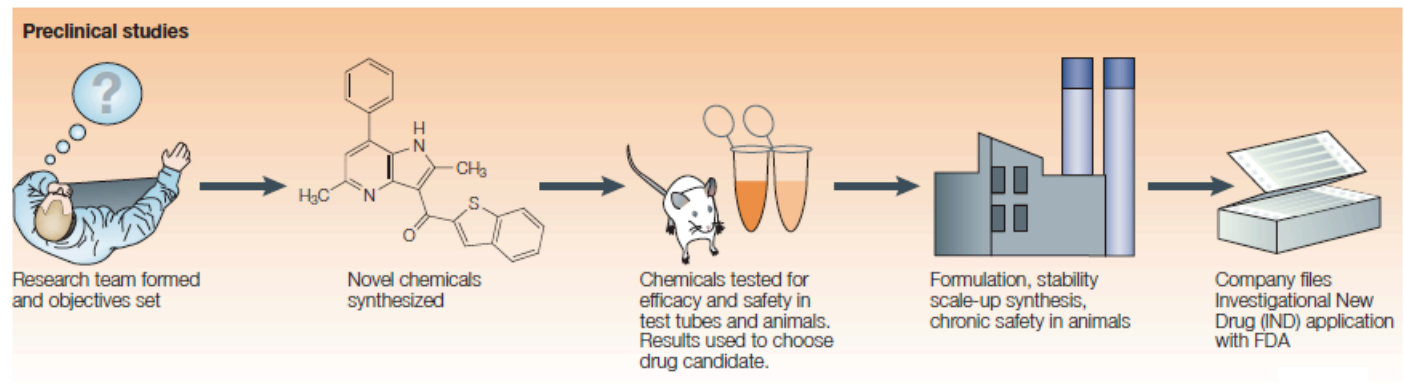 Preclinical studies
?
H
N
CH₃
H₃C
N
S
O
Research team formed
and objectives set
Novel chemicals
synthesized
Chemicals tested for
efficacy and safety in
test tubes and animals.
Results used to choose
drug candidate.
Formulation, stability
scale-up synthesis,
chronic safety in animals
Company files
Investigational New
Drug (IND) application
with FDA